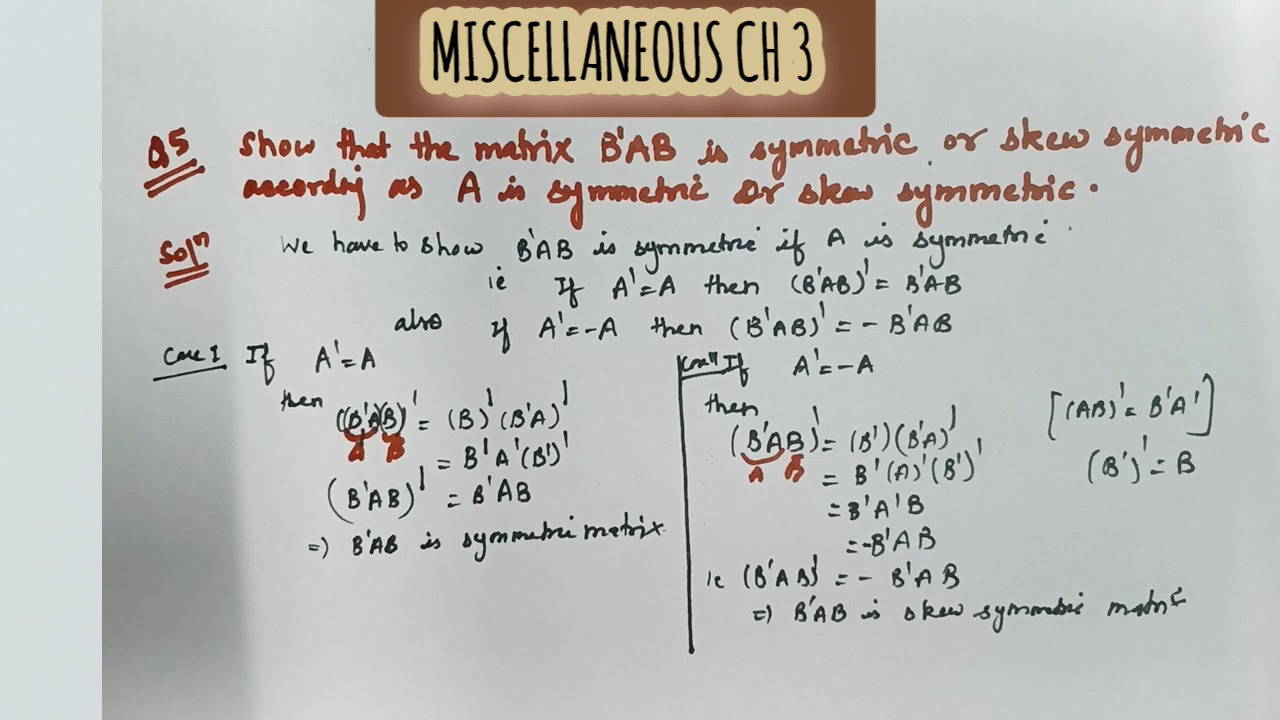 MISCELLANEOUS CH 3
Q5 Show that the matrix B'AB is symmetric or skew symmetric
accordinj as A is symmetric or skew symmetric.
Solⁿ We have to show B'AB is symmetric if A is symmetric
ie If A' = A then (B'AB)' = B'AB
also if A' = -A then (B'AB)' = - B'AB
Case I If A' = A
then ((B'A)(B))' = (B)'(B'A)'
A B
= B'A'(B')'
(B'AB)' = B'AB
=) B'AB is symmetric matrix
Case II If A' = -A
then
(B'AB)' = (B')(B'A)'
A B
= B'(A)'(B')'
= B'A'B
= -B'AB
ie (B'AB)' = - B'AB
=) B'AB is skew symmetric matrix
[(AB)' = B'A']
(B')' = B